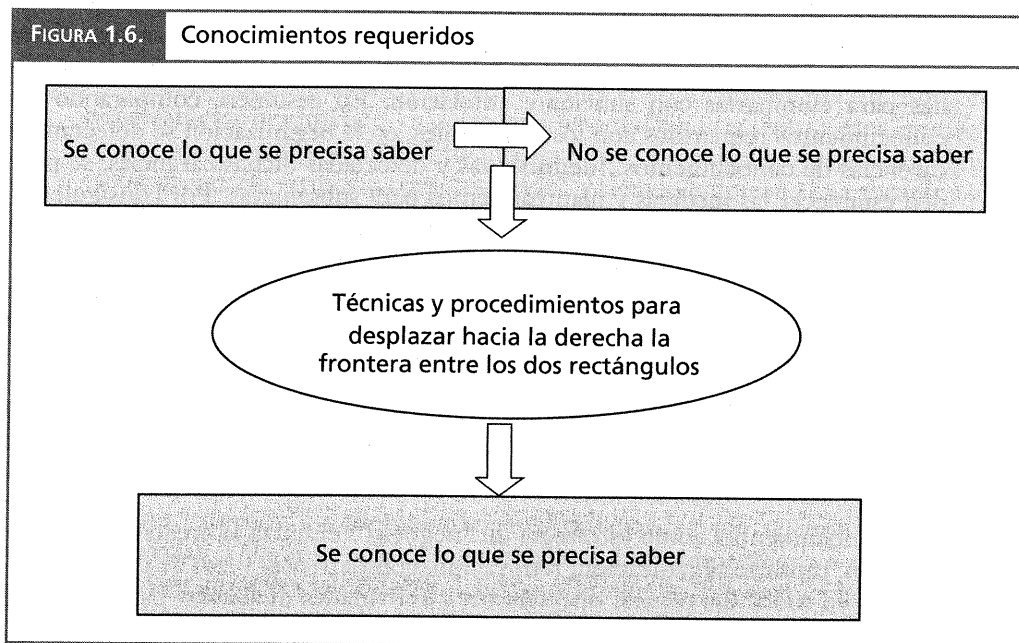 FIGURA 1.6. Conocimientos requeridos
Se conoce lo que se precisa saber
No se conoce lo que se precisa saber
Técnicas y procedimientos para
desplazar hacia la derecha la
frontera entre los dos rectángulos
Se conoce lo que se precisa saber